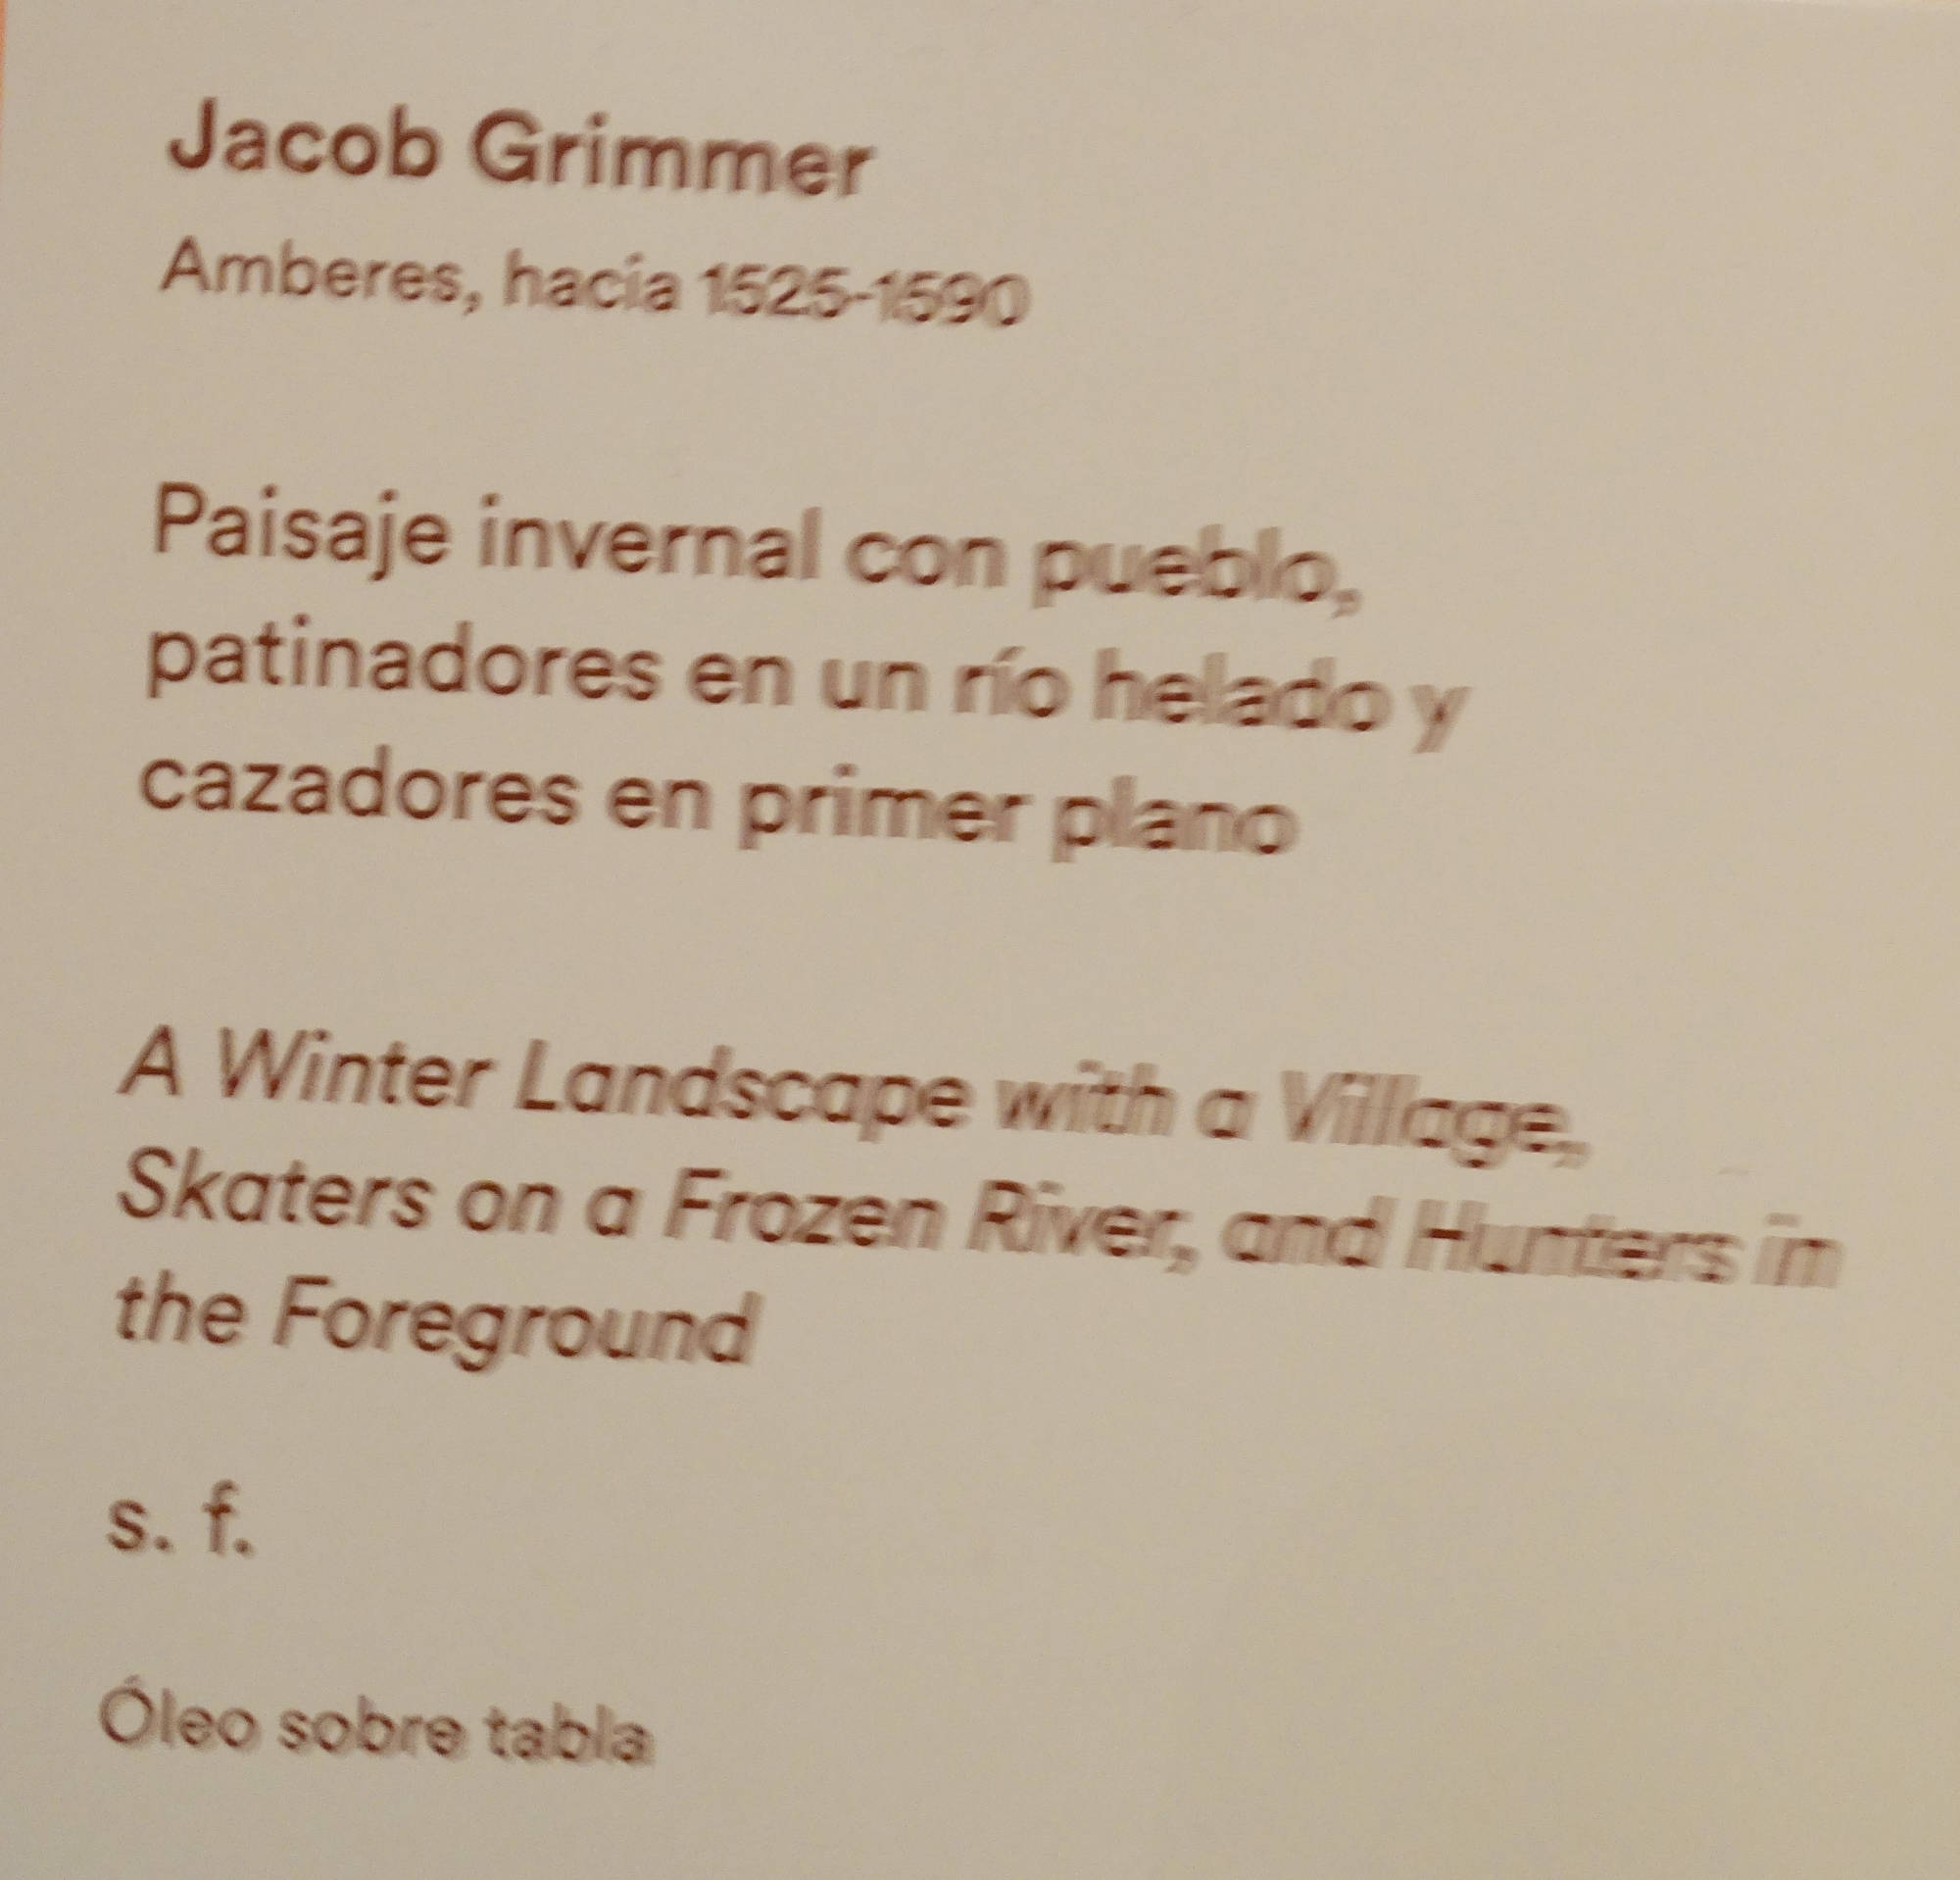 Jacob Grimmer
Amberes, hacia 1525-1590
Paisaje invernal con pueblo,
patinadores en un río helado y
cazadores en primer plano
A Winter Landscape with a Village,
Skaters on a Frozen River, and Hunters in
the Foreground
s. f.
Óleo sobre tabla